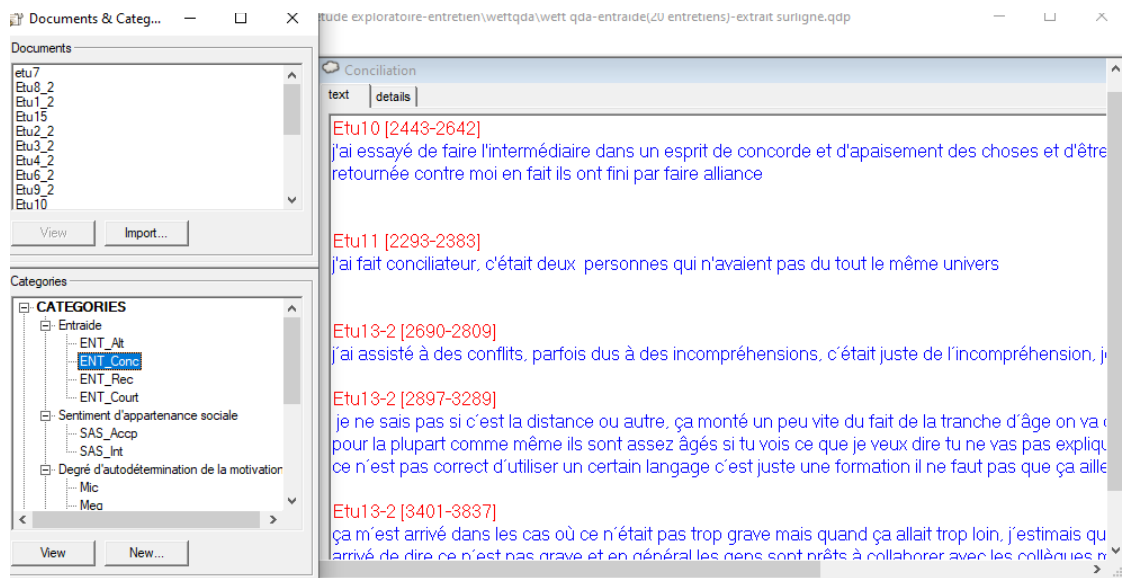 Documents & Categ...
etude exploratoire-entretien\weftqda\weft qda-entraide(20 entretiens)-extrait surligne.qdp
Documents
etu7
Etu8_2
Etu1_2
Etu15
Etu2_2
Etu3_2
Etu4_2
Etu6_2
Etu9_2
Etu10
View
Import...
Categories
CATEGORIES
Entraide
ENT_Alt
ENT_Conc
ENT_Rec
ENT_Court
Sentiment d'appartenance sociale
SAS_Accp
SAS_Int
Degré d'autodétermination de la motivation
Mic
Meg
View
New...
Conciliation
text
details
Etu10 [2443-2642]
j'ai essayé de faire l'intermédiaire dans un esprit de concorde et d'apaisement des choses et d'être
retournée contre moi en fait ils ont fini par faire alliance
Etu11 [2293-2383]
j'ai fait conciliateur, c'était deux personnes qui n'avaient pas du tout le même univers
Etu13-2 [2690-2809]
j´ai assisté à des conflits, parfois dus à des incompréhensions, c´était juste de l´incompréhension,
Etu13-2 [2897-3289]
je ne sais pas si c´est la distance ou autre, ça monté un peu vite du fait de la tranche d´âge on va
pour la plupart comme même ils sont assez âgés si tu vois ce que je veux dire tu ne vas pas expliqu
ce n´est pas correct d´utiliser un certain langage c´est juste une formation il ne faut pas que ça aille
Etu13-2 [3401-3837]
ça m´est arrivé dans les cas où ce n´était pas trop grave mais quand ça allait trop loin, j´estimais qu
arrivé de dire ce n´est pas grave et en général les gens sont prêts à collaborer avec les collègues